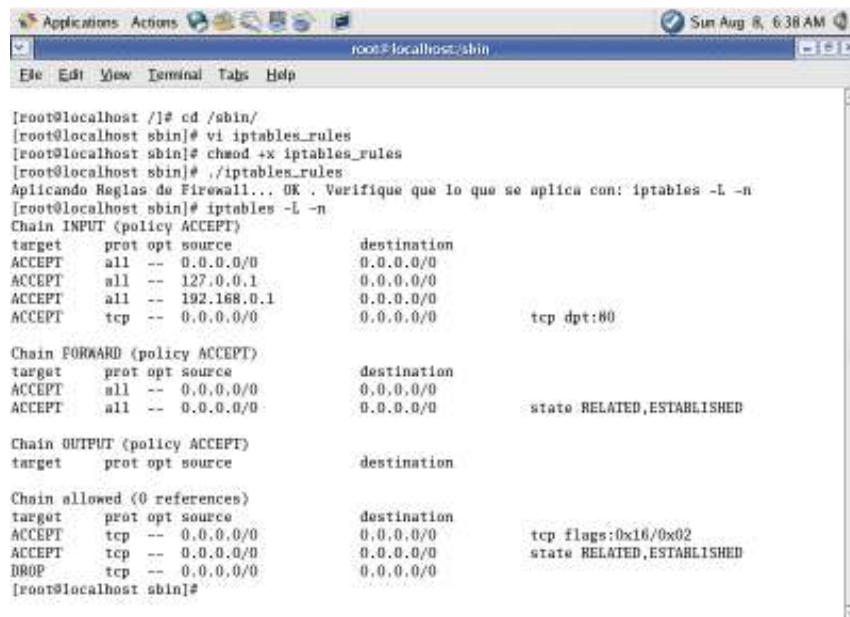 Applications Actions Sun Aug 8, 6:38 AM
root@localhost:/sbin
File Edit View Terminal Tabs Help
[root@localhost /]# cd /sbin/
[root@localhost sbin]# vi iptables_rules
[root@localhost sbin]# chmod +x iptables_rules
[root@localhost sbin]# ./iptables_rules
Aplicando Reglas de Firewall... OK . Verifique que lo que se aplica con: iptables -L -n
[root@localhost sbin]# iptables -L -n
Chain INPUT (policy ACCEPT)
target prot opt source destination
ACCEPT all -- 0.0.0.0/0 0.0.0.0/0
ACCEPT all -- 127.0.0.1 0.0.0.0/0
ACCEPT all -- 192.168.0.1 0.0.0.0/0
ACCEPT tcp -- 0.0.0.0/0 0.0.0.0/0 tcp dpt:80
Chain FORWARD (policy ACCEPT)
target prot opt source destination
ACCEPT all -- 0.0.0.0/0 0.0.0.0/0
ACCEPT all -- 0.0.0.0/0 0.0.0.0/0 state RELATED,ESTABLISHED
Chain OUTPUT (policy ACCEPT)
target prot opt source destination
Chain allowed (0 references)
target prot opt source destination
ACCEPT tcp -- 0.0.0.0/0 0.0.0.0/0 tcp flags:0x16/0x02
ACCEPT tcp -- 0.0.0.0/0 0.0.0.0/0 state RELATED,ESTABLISHED
DROP tcp -- 0.0.0.0/0 0.0.0.0/0
[root@localhost sbin]#